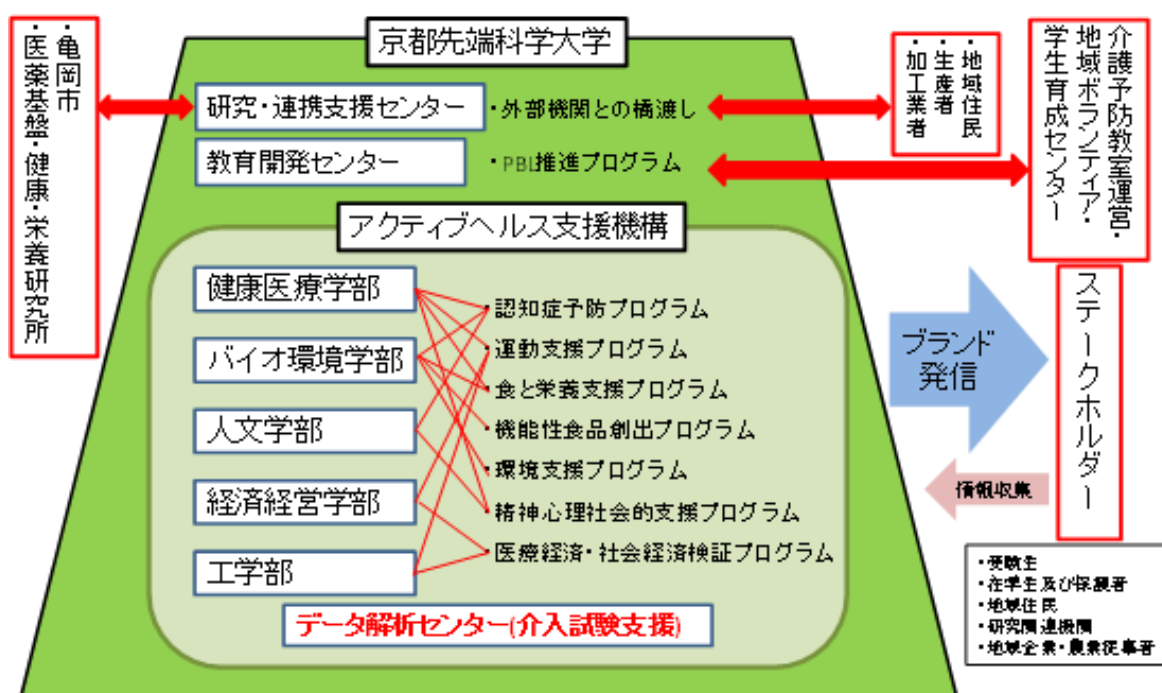 京都先端科学大学
・亀岡市
・医薬基盤・健康・栄養研究所
研究・連携支援センター
・外部機関との橋渡し
教育開発センター
・PBL推進プログラム
・地域住民
・生産者
・加工業者
介護予防教室運営・
地域ボランティア・
学生育成センター
アクティブヘルス支援機構
健康医療学部
バイオ環境学部
人文学部
経済経営学部
工学部
・認知症予防プログラム
・運動支援プログラム
・食と栄養支援プログラム
・機能性食品創出プログラム
・環境支援プログラム
・精神心理社会的支援プログラム
・医療経済・社会経済検証プログラム
データ解析センター(介入試験支援)
ブランド
発信
ステークホルダー
情報収集
・受験生
・在学生及び保護者
・地域住民
・研究関連機関
・地域企業・農業従事者